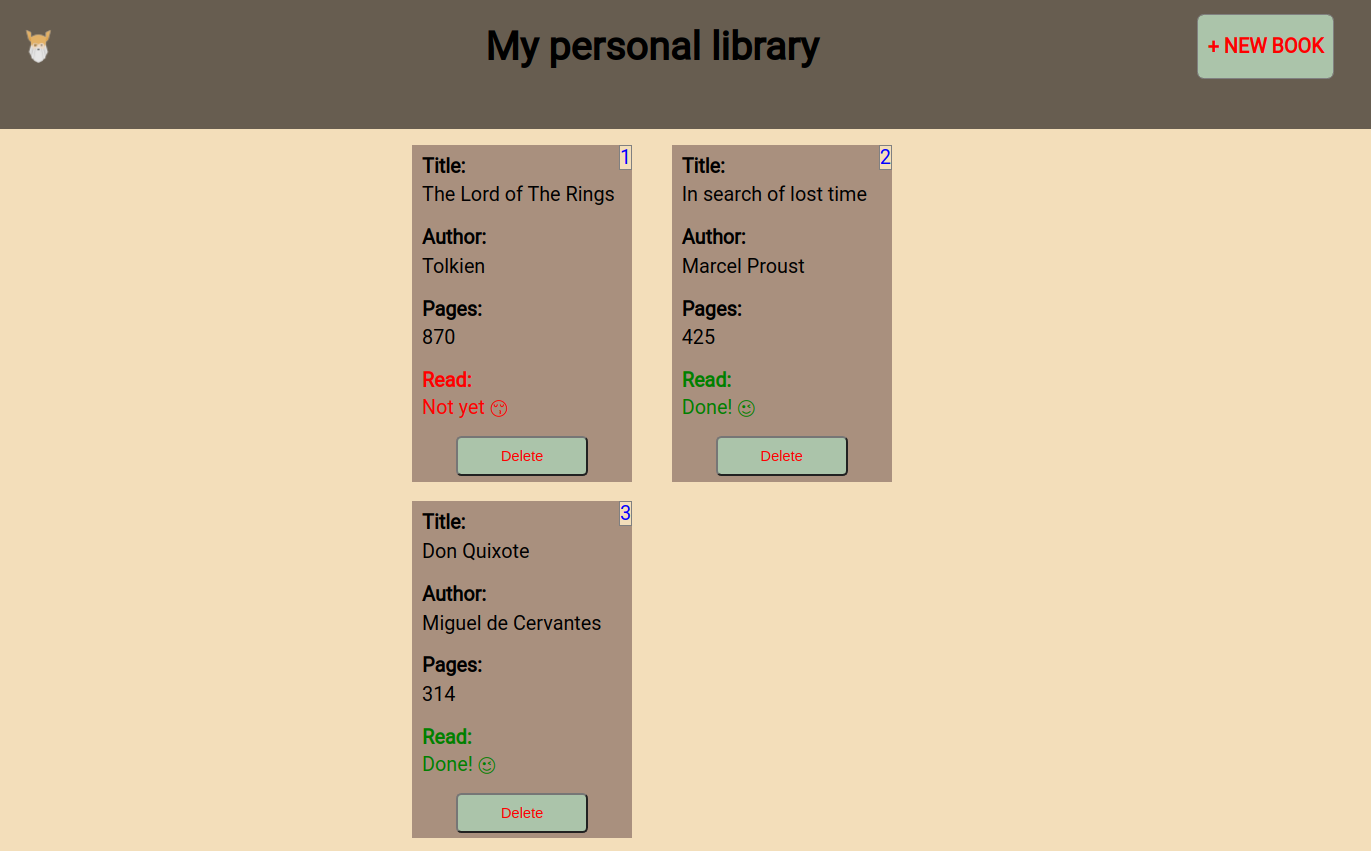 My personal library
+ NEW BOOK
1
Title:
The Lord of The Rings
Author:
Tolkien
Pages:
870
Read:
Not yet
Delete
2
Title:
In search of lost time
Author:
Marcel Proust
Pages:
425
Read:
Done!
Delete
3
Title:
Don Quixote
Author:
Miguel de Cervantes
Pages:
314
Read:
Done!
Delete